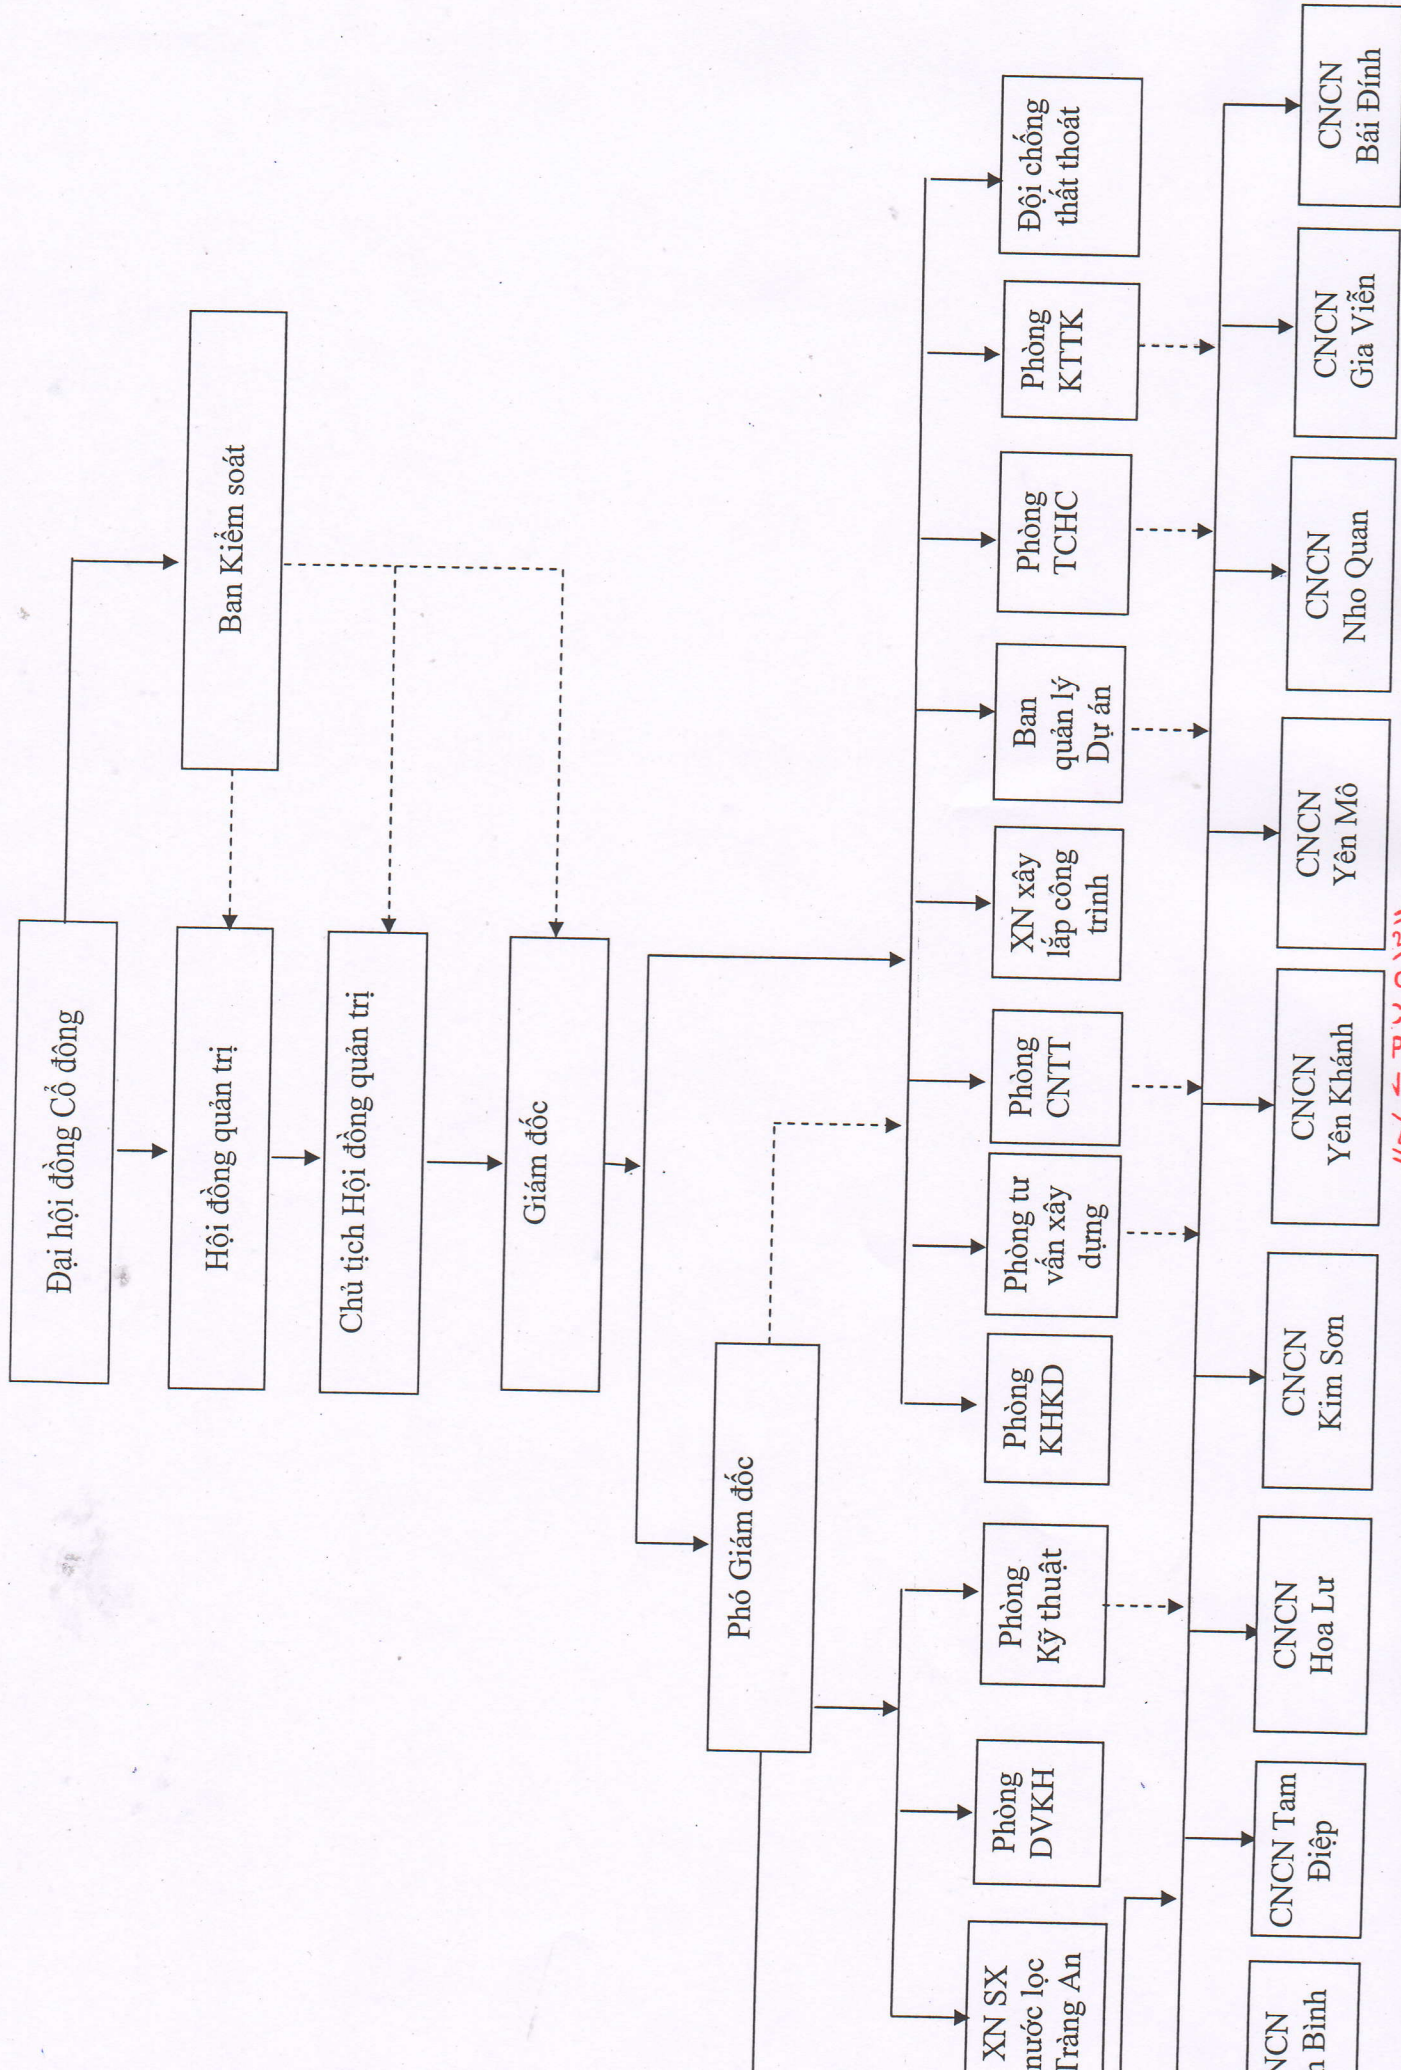 Đại hội đồng Cổ đông
Ban Kiểm soát
Hội đồng quản trị
Chủ tịch Hội đồng quản trị
Giám đốc
Phó Giám đốc
XN SX
nước lọc
Tràng An
Phòng
DVKH
Phòng
Kỹ thuật
Phòng
KHKD
Phòng tư
vấn xây
dựng
Phòng
CNTT
XN xây
lắp công
trình
Ban
quản lý
Dự án
Phòng
TCHC
Phòng
KTTK
Đội chống
thất thoát
NCN
Bình
CNCN Tam
Điệp
CNCN
Hoa Lư
CNCN
Kim Sơn
CNCN
Yên Khánh
CNCN
Yên Mô
CNCN
Nho Quan
CNCN
Gia Viễn
CNCN
Bái Đính